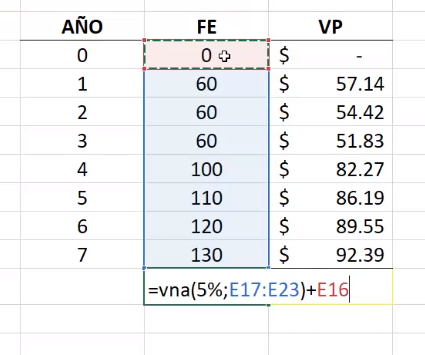 AÑO FE VP
0 0 $ -
1 60 $ 57.14
2 60 $ 54.42
3 60 $ 51.83
4 100 $ 82.27
5 110 $ 86.19
6 120 $ 89.55
7 130 $ 92.39
=vna(5%;E17:E23)+E16